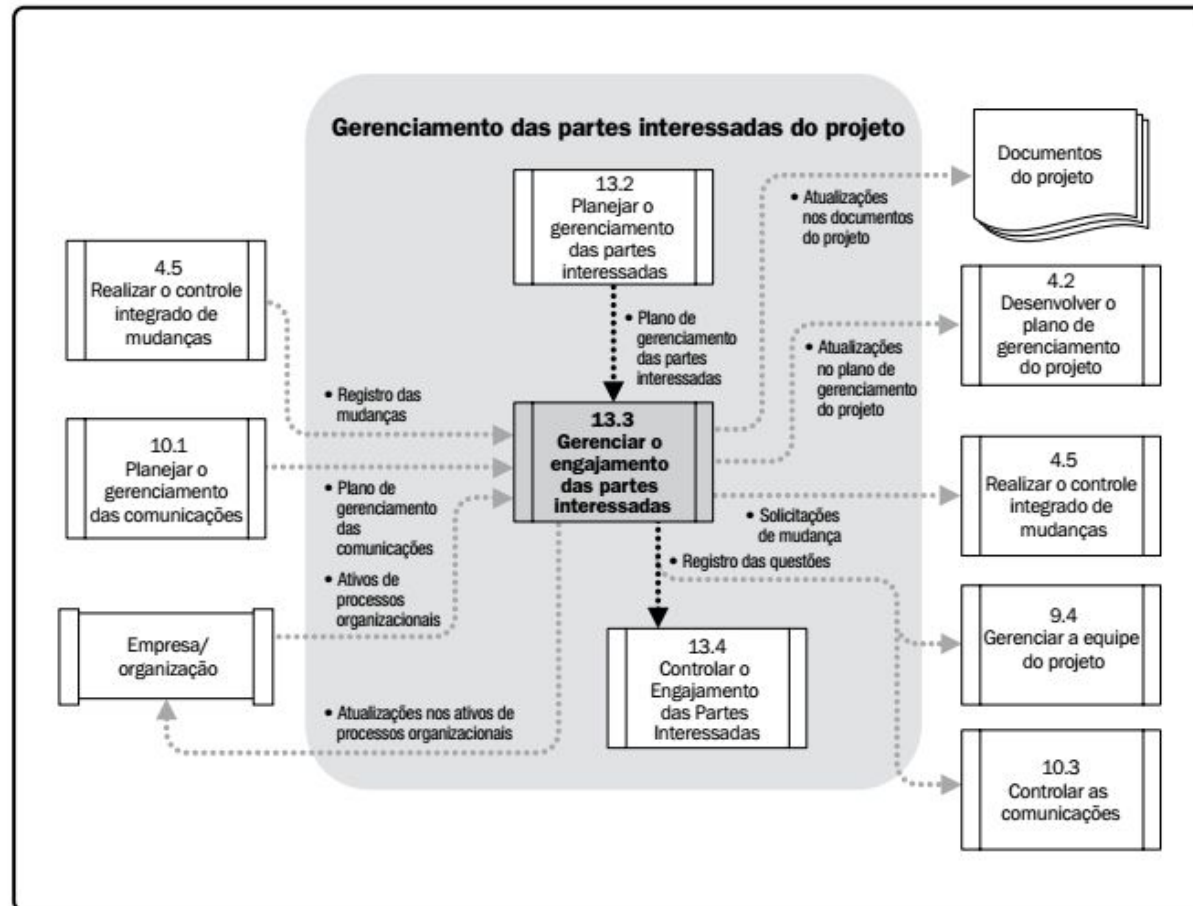 Gerenciamento das partes interessadas do projeto
13.2
Planejar o
gerenciamento
das partes
interessadas
Documentos
do projeto
• Atualizações
nos documentos
do projeto
4.5
Realizar o controle
integrado de
mudanças
4.2
Desenvolver o
plano de
gerenciamento
do projeto
• Plano de
gerenciamento
das partes
interessadas
• Atualizações
no plano de
gerenciamento
do projeto
• Registro das
mudanças
13.3
Gerenciar o
engajamento
das partes
interessadas
10.1
Planejar o
gerenciamento
das comunicações
4.5
Realizar o controle
integrado de
mudanças
• Plano de
gerenciamento
das
comunicações
• Solicitações
de mudança
• Registro das questões
• Ativos de
processos
organizacionais
Empresa/
organização
9.4
Gerenciar a equipe
do projeto
13.4
Controlar o
Engajamento
das Partes
Interessadas
• Atualizações nos ativos de
processos organizacionais
10.3
Controlar as
comunicações